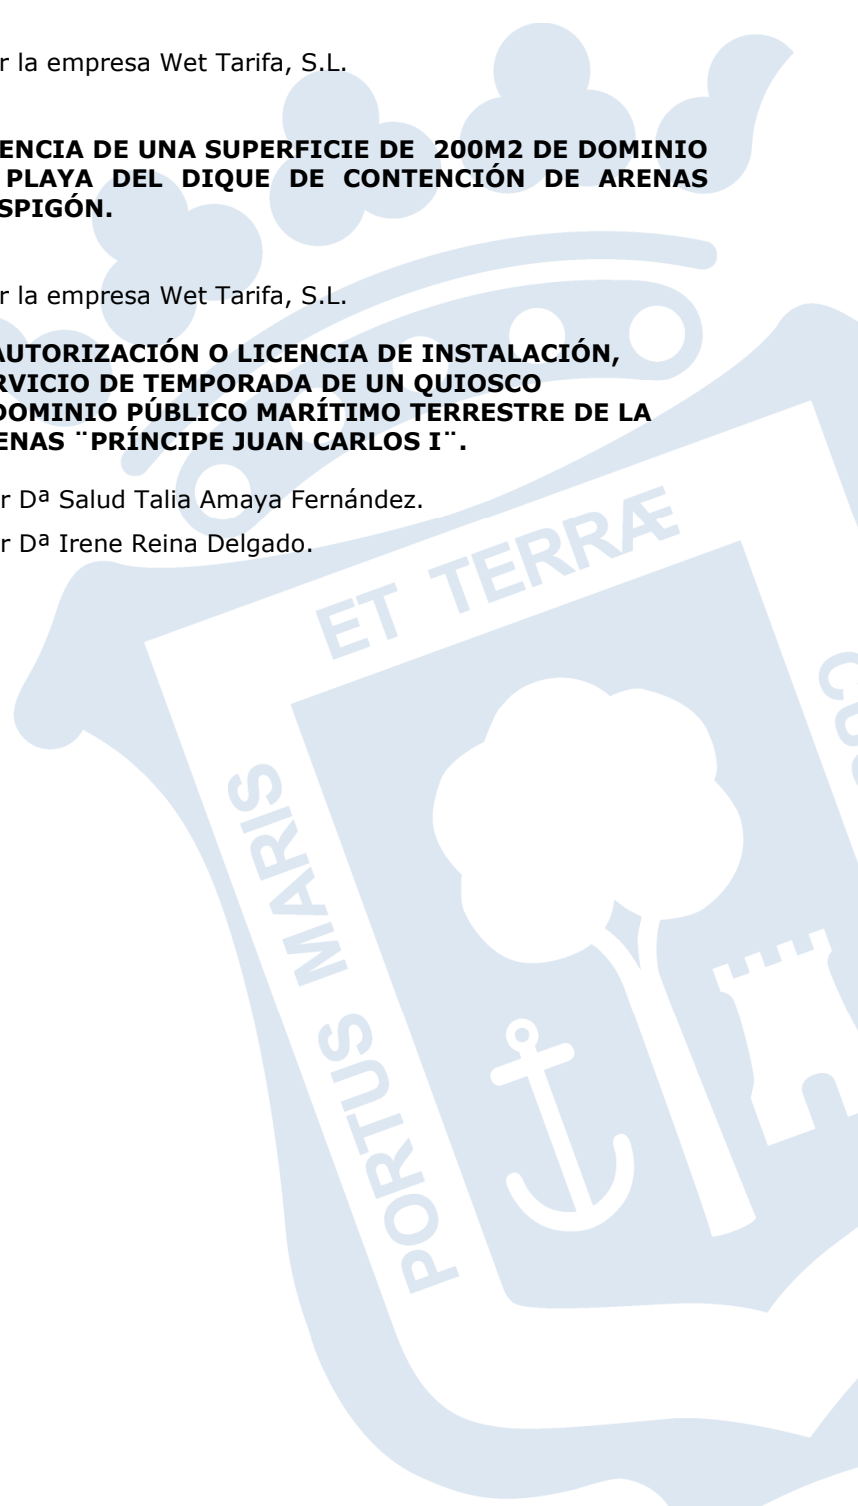 r la empresa Wet Tarifa, S.L.
ENCIA DE UNA SUPERFICIE DE 200M2 DE DOMINIO
PLAYA DEL DIQUE DE CONTENCIÓN DE ARENAS
SPIGÓN.
r la empresa Wet Tarifa, S.L.
AUTORIZACIÓN O LICENCIA DE INSTALACIÓN,
RVICIO DE TEMPORADA DE UN QUIOSCO
DOMINIO PÚBLICO MARÍTIMO TERRESTRE DE LA
ENAS ¨PRÍNCIPE JUAN CARLOS I¨.
r Dª Salud Talia Amaya Fernández.
r Dª Irene Reina Delgado.
PORTUS MARIS
ET TERRÆ